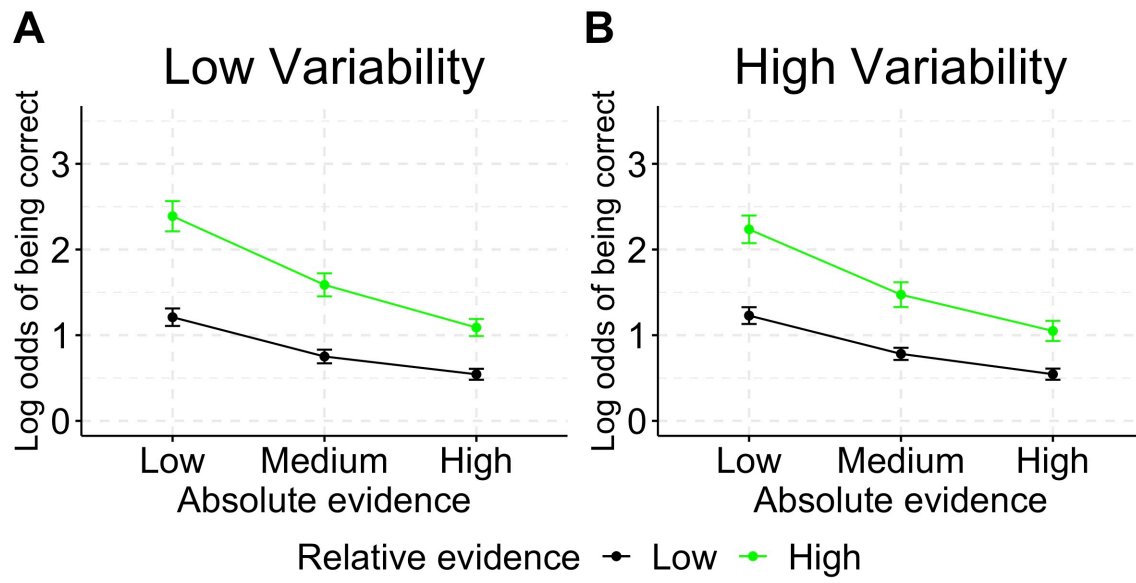 A
Low Variability
Log odds of being correct
3
2
1
0
Low Medium High
Absolute evidence
B
High Variability
Log odds of being correct
3
2
1
0
Low Medium High
Absolute evidence
Relative evidence Low High